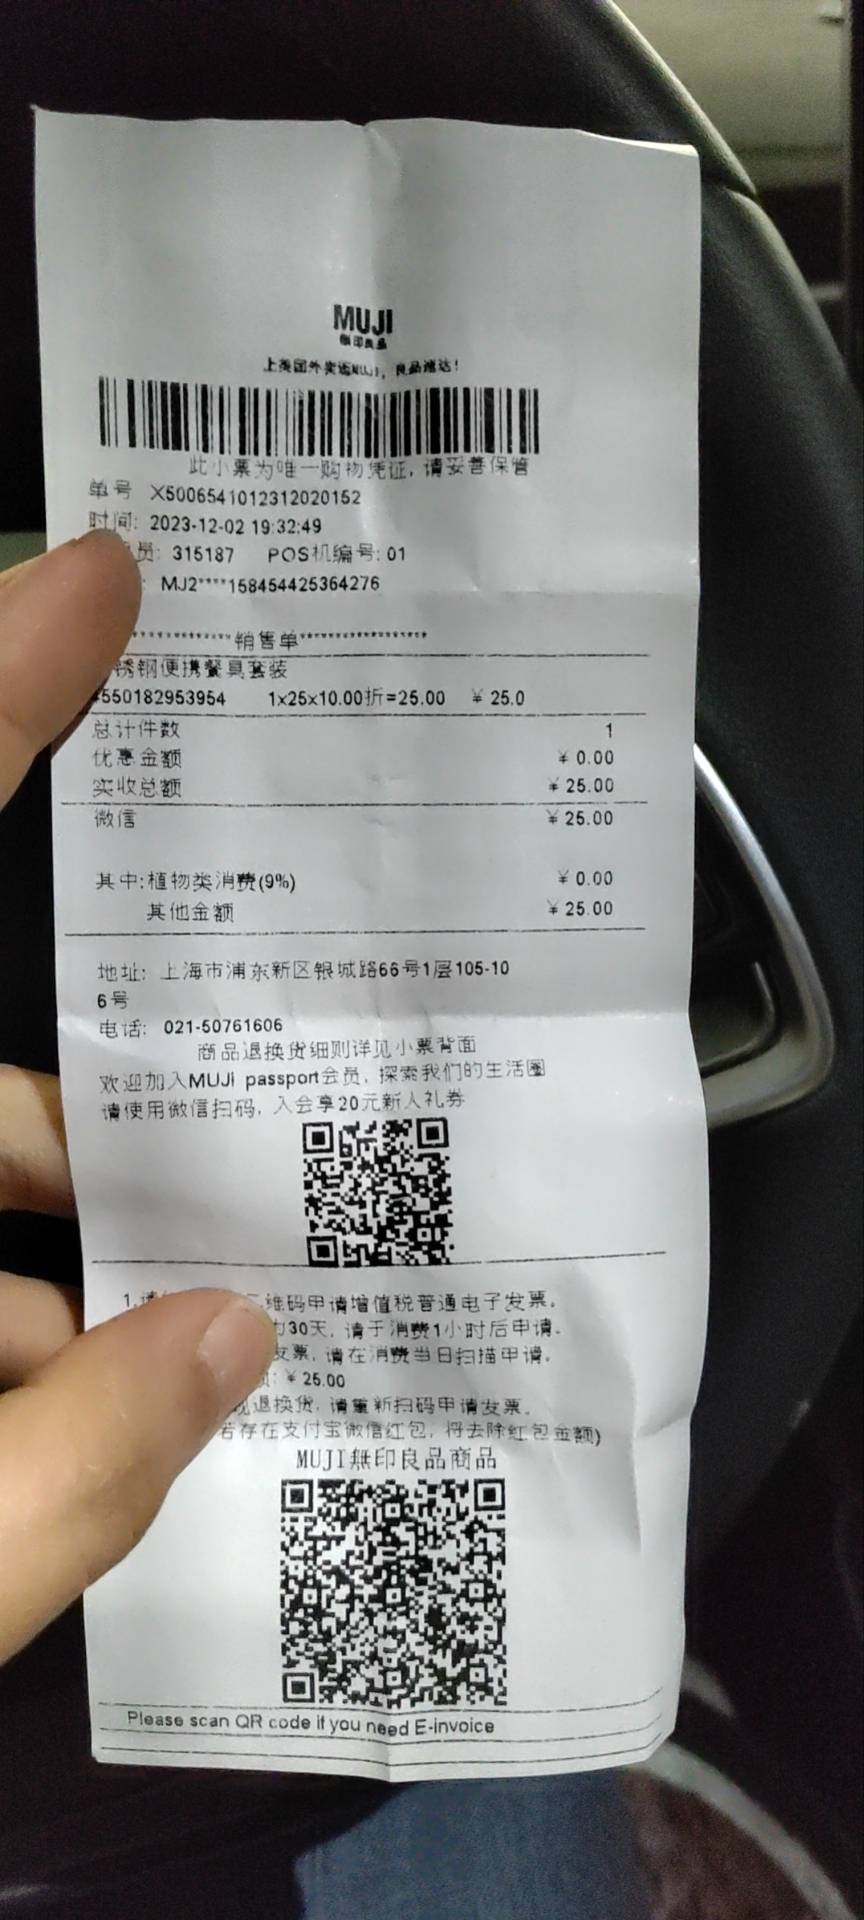 MUJI
無印良品
上美团外卖逛MUJI，良品速达！
此小票为唯一购物凭证，请妥善保管
单号 X5006541012312020152
时间: 2023-12-02 19:32:49
员: 315187 POS机编号: 01
: MJ2****158454425364276
销售单
锈钢便携餐具套装
4550182953954 1x25x10.00折=25.00 ￥ 25.0
总计件数 1
优惠金额 ￥ 0.00
实收总额 ￥ 25.00
微信 ￥ 25.00
其中:植物类消费(9%) ￥ 0.00
其他金额 ￥ 25.00
地址: 上海市浦东新区银城路66号1层105-10
6号
电话: 021-50761606
商品退换货细则详见小票背面
欢迎加入MUJI passport会员，探索我们的生活圈
请使用微信扫码，入会享20元新人礼券
1.请 维码申请增值税普通电子发票。
30天，请于消费1小时后申请。
发票，请在消费当日扫描申请。
: ￥ 25.00
现退换货，请重新扫码申请发票。
若存在支付宝微信红包，将去除红包金额)
MUJI無印良品商品
Please scan QR code if you need E-invoice